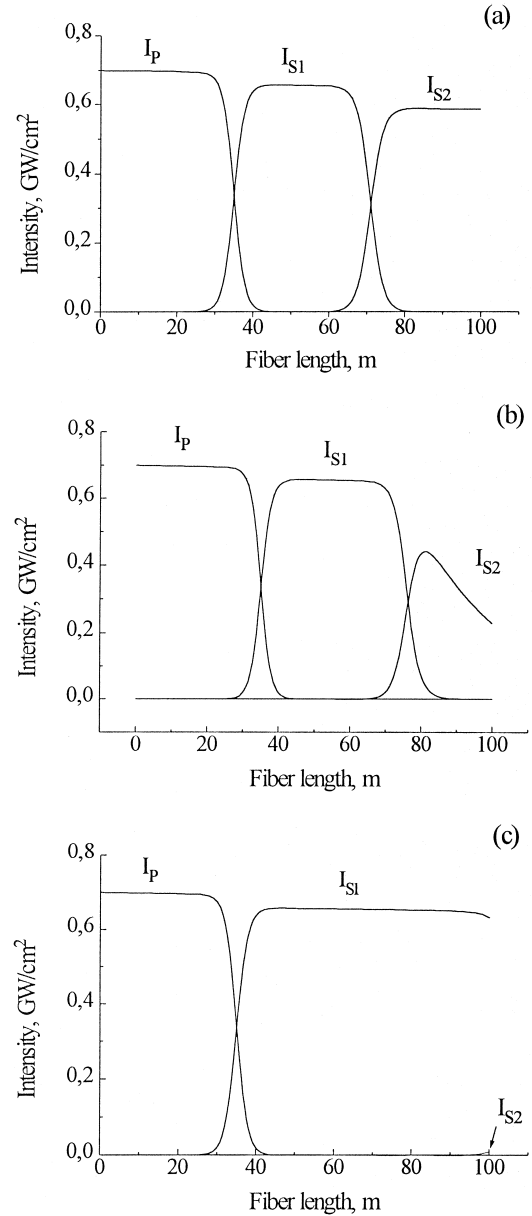 (a)
I_P I_S1 I_S2
0,8
0,6
0,4
0,2
0,0
Intensity, GW/cm²
0 20 40 60 80 100
Fiber length, m
(b)
I_P I_S1 I_S2
0,8
0,6
0,4
0,2
0,0
Intensity, GW/cm²
0 20 40 60 80 100
Fiber length, m
(c)
I_P I_Sl
0,8
0,6
0,4
0,2
0,0
I_S2
Intensity, GW/cm²
0 20 40 60 80 100
Fiber length, m